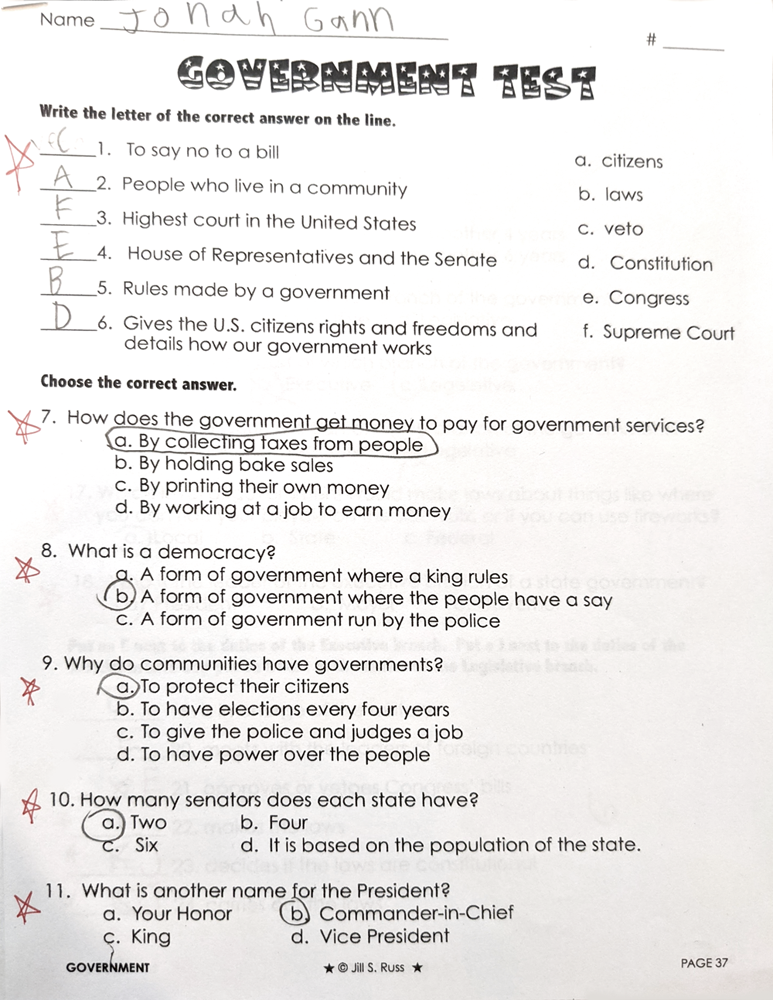 Name Jonah Gann
# ____
GOVERNMENT TEST
Write the letter of the correct answer on the line.
C 1. To say no to a bill
A 2. People who live in a community
F 3. Highest court in the United States
E 4. House of Representatives and the Senate
B 5. Rules made by a government
D 6. Gives the U.S. citizens rights and freedoms and
details how our government works
a. citizens
b. laws
c. veto
d. Constitution
e. Congress
f. Supreme Court
Choose the correct answer.
7. How does the government get money to pay for government services?
a. By collecting taxes from people
b. By holding bake sales
c. By printing their own money
d. By working at a job to earn money
8. What is a democracy?
a. A form of government where a king rules
b. A form of government where the people have a say
c. A form of government run by the police
9. Why do communities have governments?
a. To protect their citizens
b. To have elections every four years
c. To give the police and judges a job
d. To have power over the people
10. How many senators does each state have?
a. Two b. Four
c. Six d. It is based on the population of the state.
11. What is another name for the President?
a. Your Honor b. Commander-in-Chief
c. King d. Vice President
GOVERNMENT ★ © Jill S. Russ ★ PAGE 37